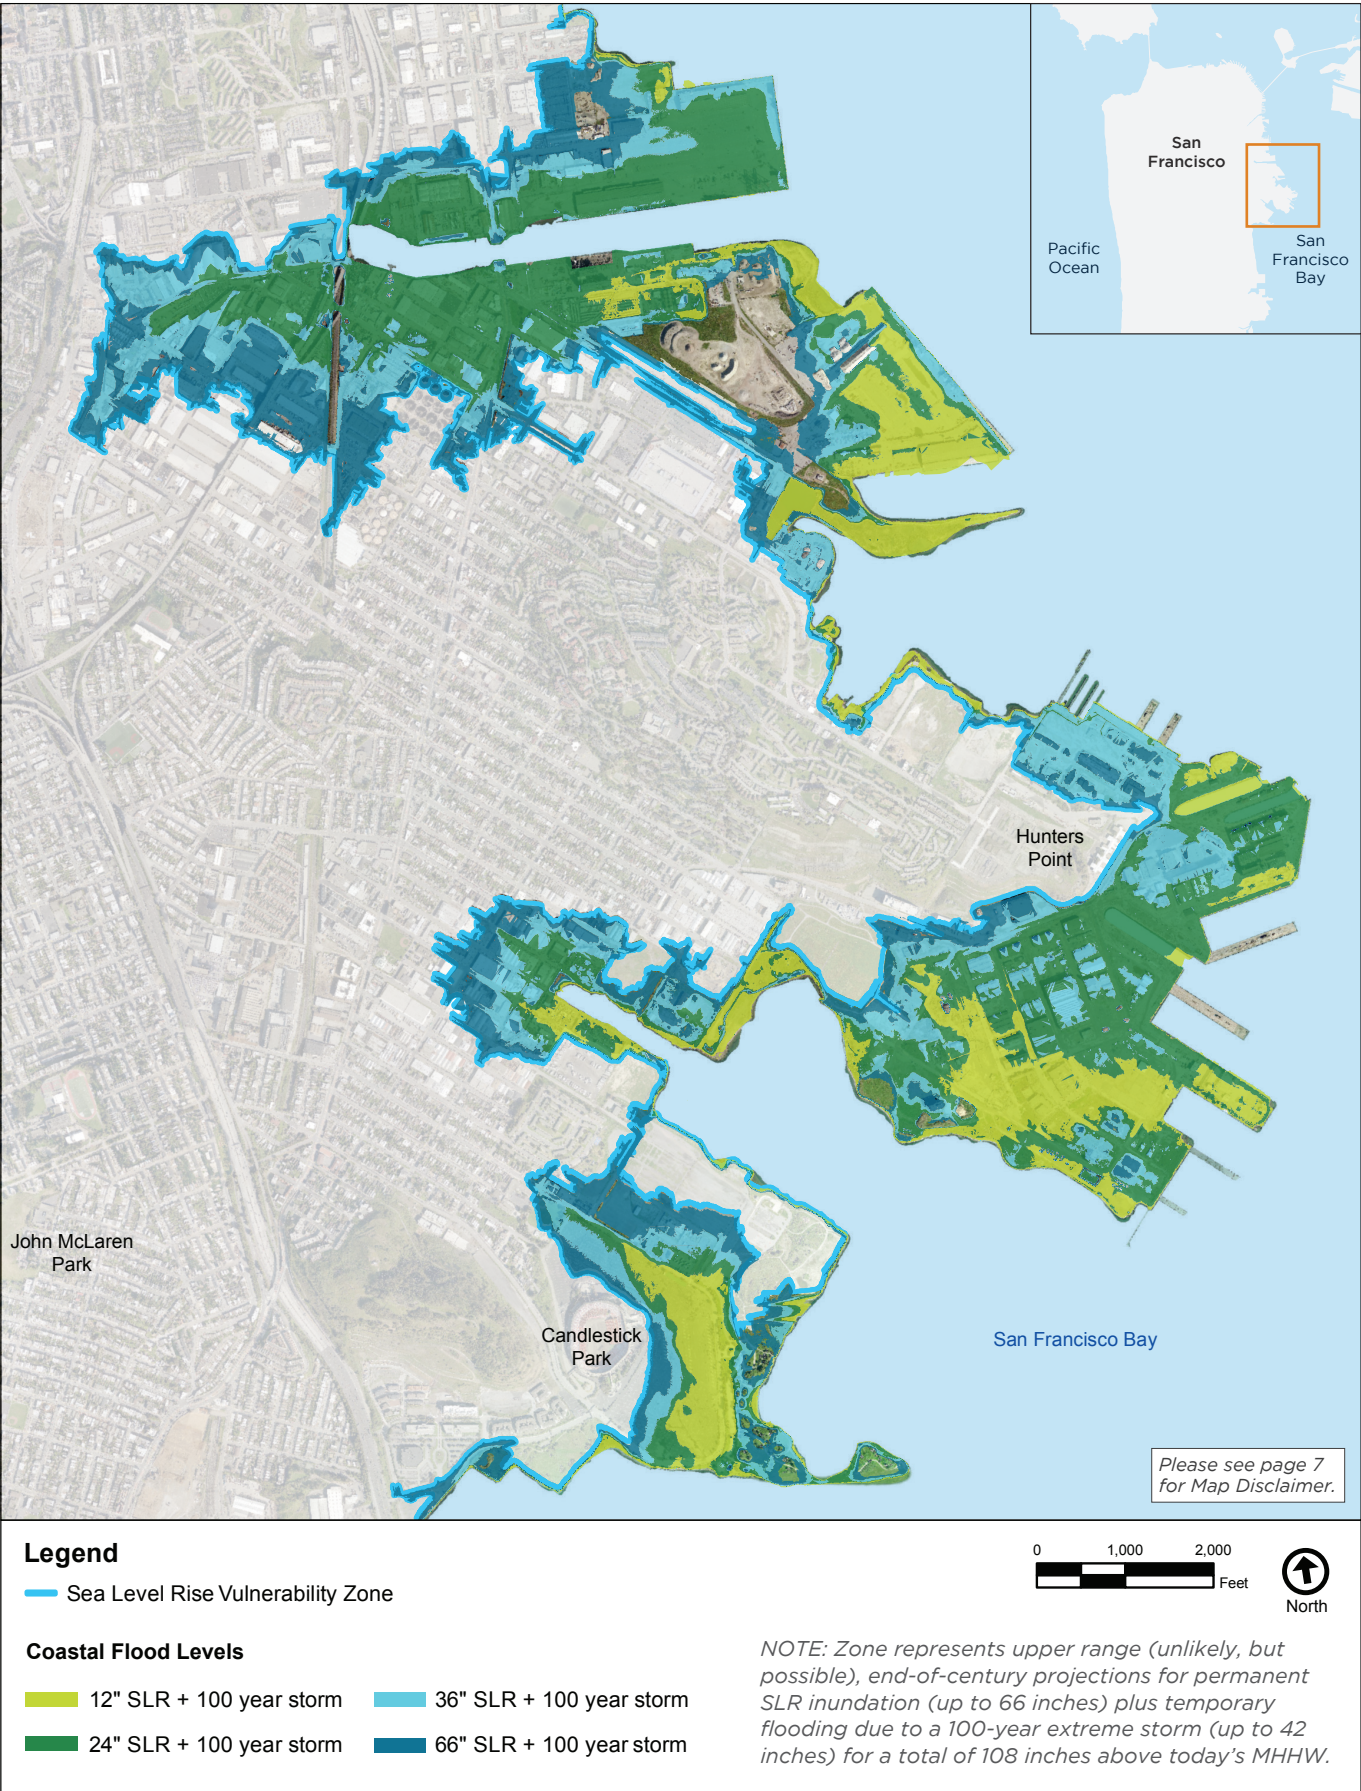 San
Francisco
Pacific
Ocean
San
Francisco
Bay
Hunters
Point
John McLaren
Park
Candlestick
Park
San Francisco Bay
Please see page 7
for Map Disclaimer.
Legend
Sea Level Rise Vulnerability Zone
0 1,000 2,000
Feet
North
Coastal Flood Levels
12" SLR + 100 year storm
36" SLR + 100 year storm
24" SLR + 100 year storm
66" SLR + 100 year storm
NOTE: Zone represents upper range (unlikely, but
possible), end-of-century projections for permanent
SLR inundation (up to 66 inches) plus temporary
flooding due to a 100-year extreme storm (up to 42
inches) for a total of 108 inches above today's MHHW.